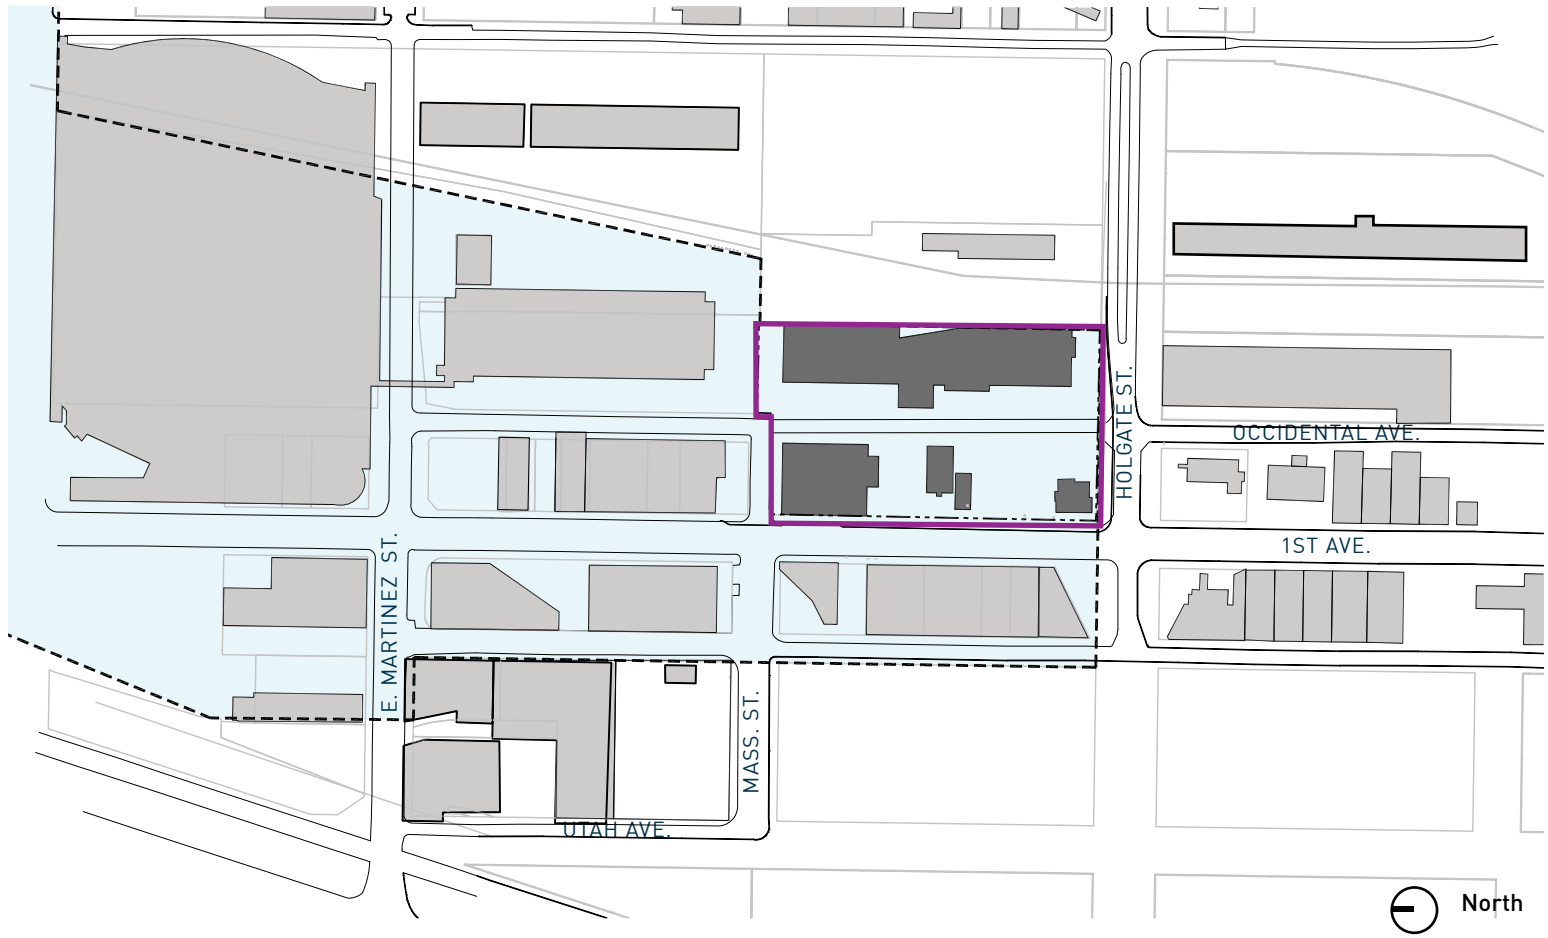 HOLGATE ST.
OCCIDENTAL AVE.
1ST AVE.
E. MARTINEZ ST.
MASS. ST.
UTAH AVE.
North